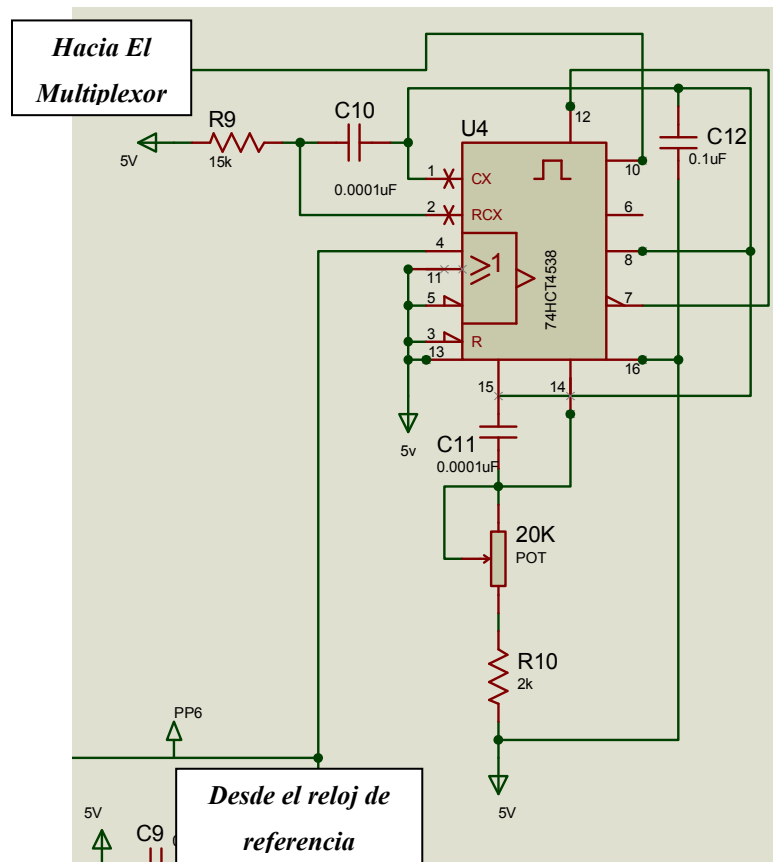 Hacia El
Multiplexor
R9
15k
5V
C10
0.0001uF
U4
12
C12
0.1uF
1
CX
2
RCX
4
≥1
11
5
3
R
13
10
6
8
7
16
74HCT4538
15
14
5v
C11
0.0001uF
20K
POT
R10
2k
PP6
5V
5V
C9
Desde el reloj de
referencia